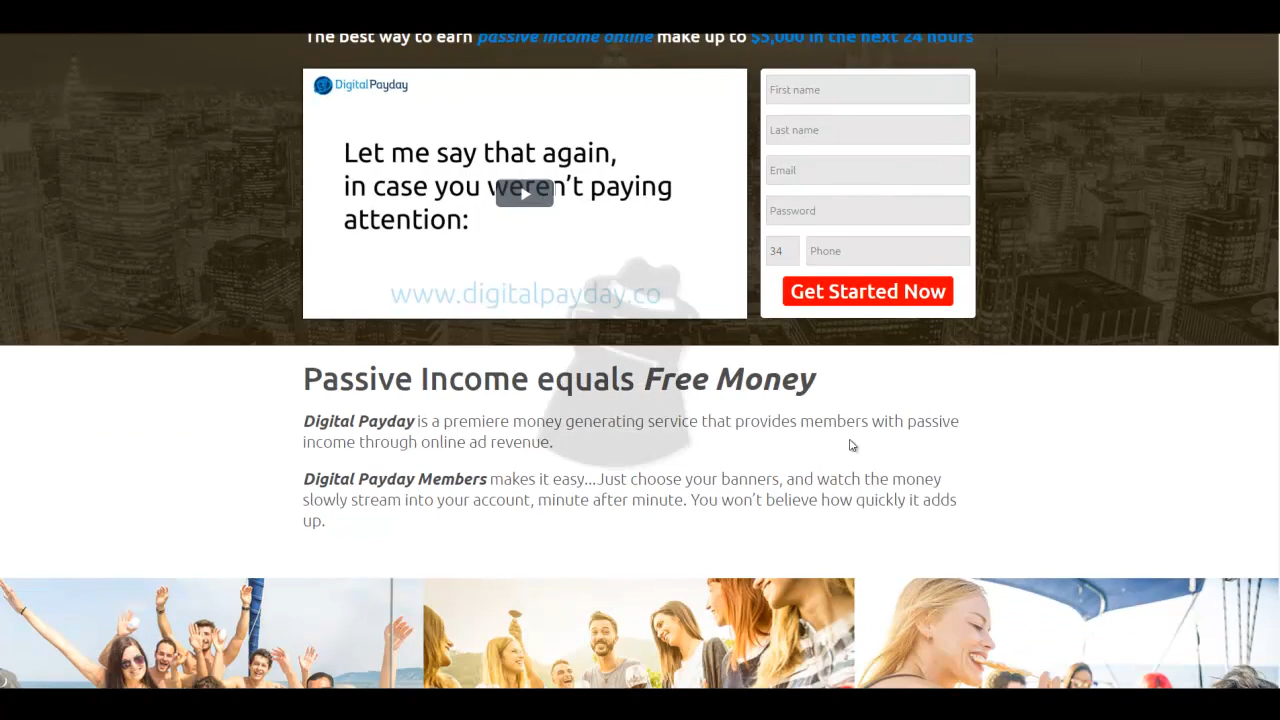 The best way to earn passive income online make up to $5,000 in the next 24 hours
DigitalPayday
Let me say that again,
in case you weren't paying
attention:
www.digitalpayday.co
First name
Last name
Email
Password
34 Phone
Get Started Now
Passive Income equals Free Money
Digital Payday is a premiere money generating service that provides members with passive
income through online ad revenue.
Digital Payday Members makes it easy...Just choose your banners, and watch the money
slowly stream into your account, minute after minute. You won't believe how quickly it adds
up.